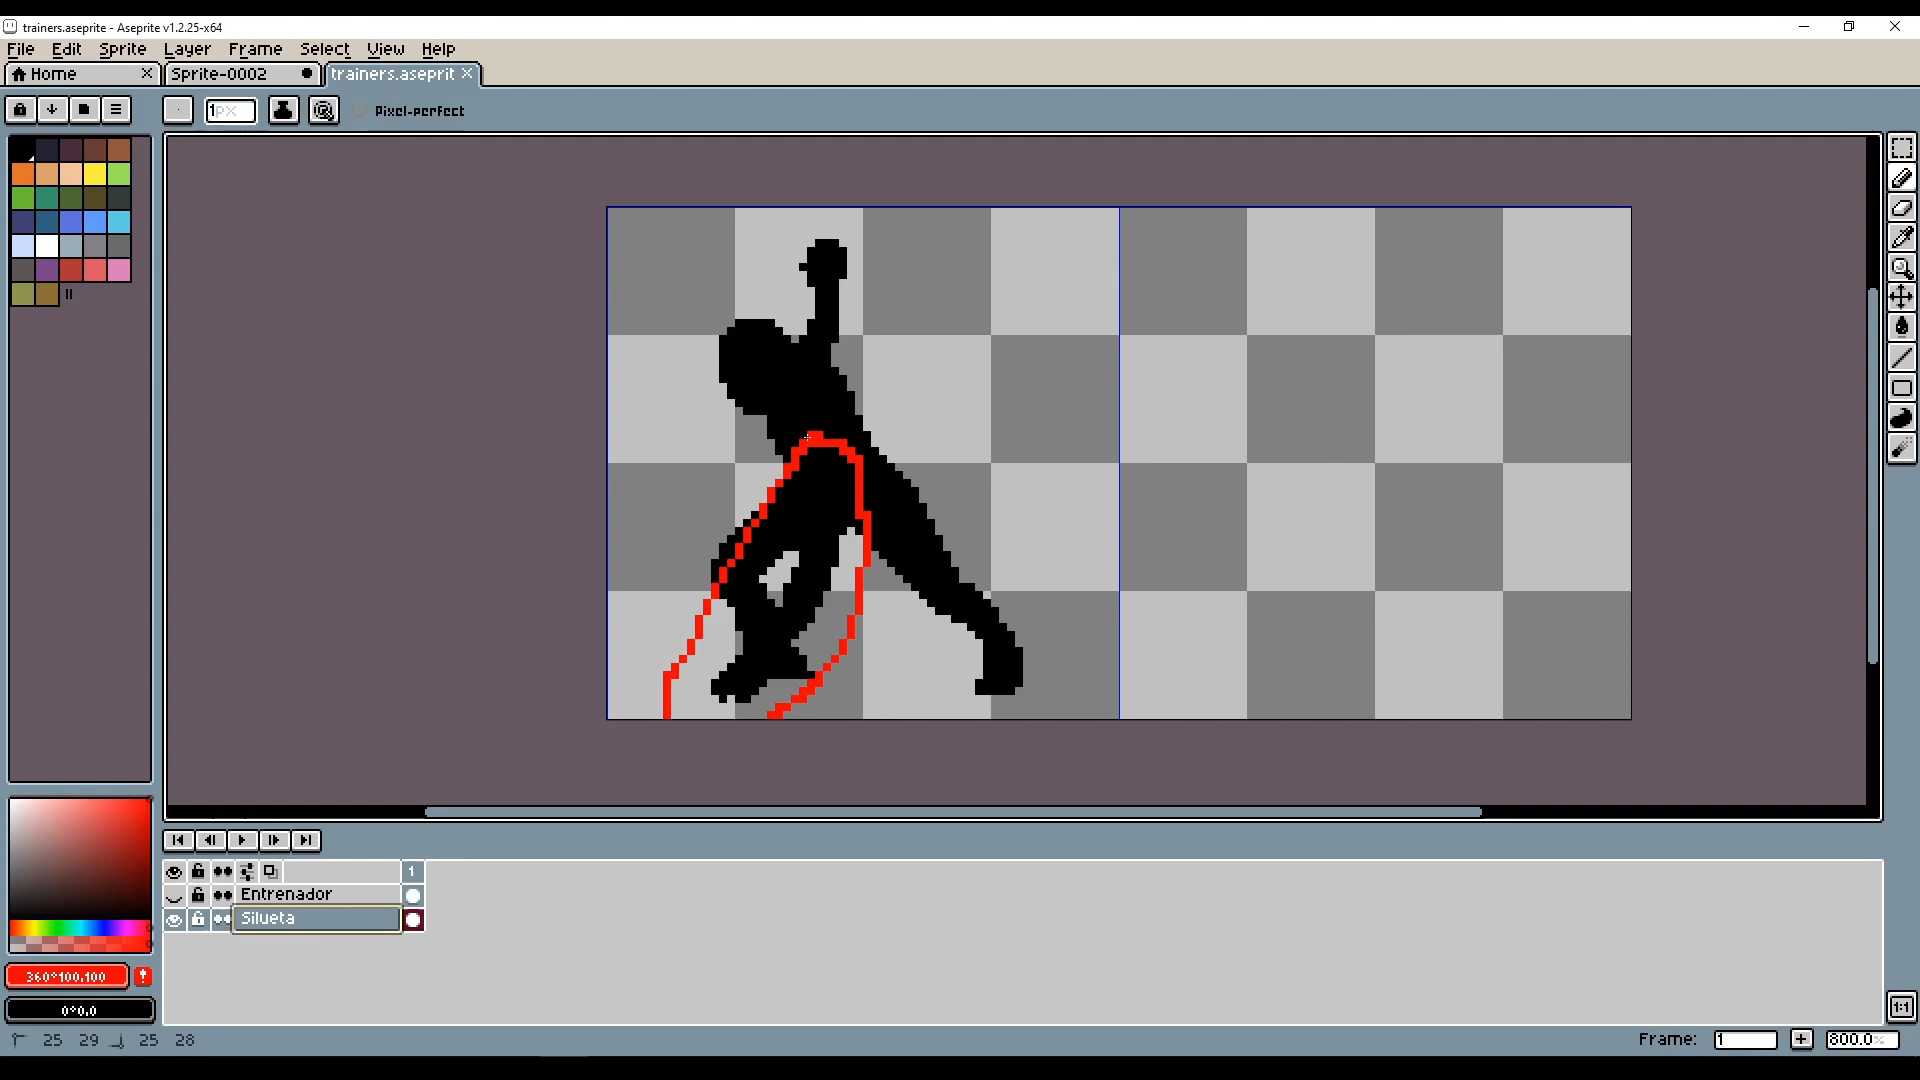 trainers.aseprite - Aseprite v1.2.25-x64
File Edit Sprite Layer Frame Select View Help
Home Sprite-0002 trainers.aseprit
1px Pixel-perfect
1
Entrenador
Silueta
360°100,100 !
0°0,0
1:1
25 29 25 28 Frame: 1 + 800.0%